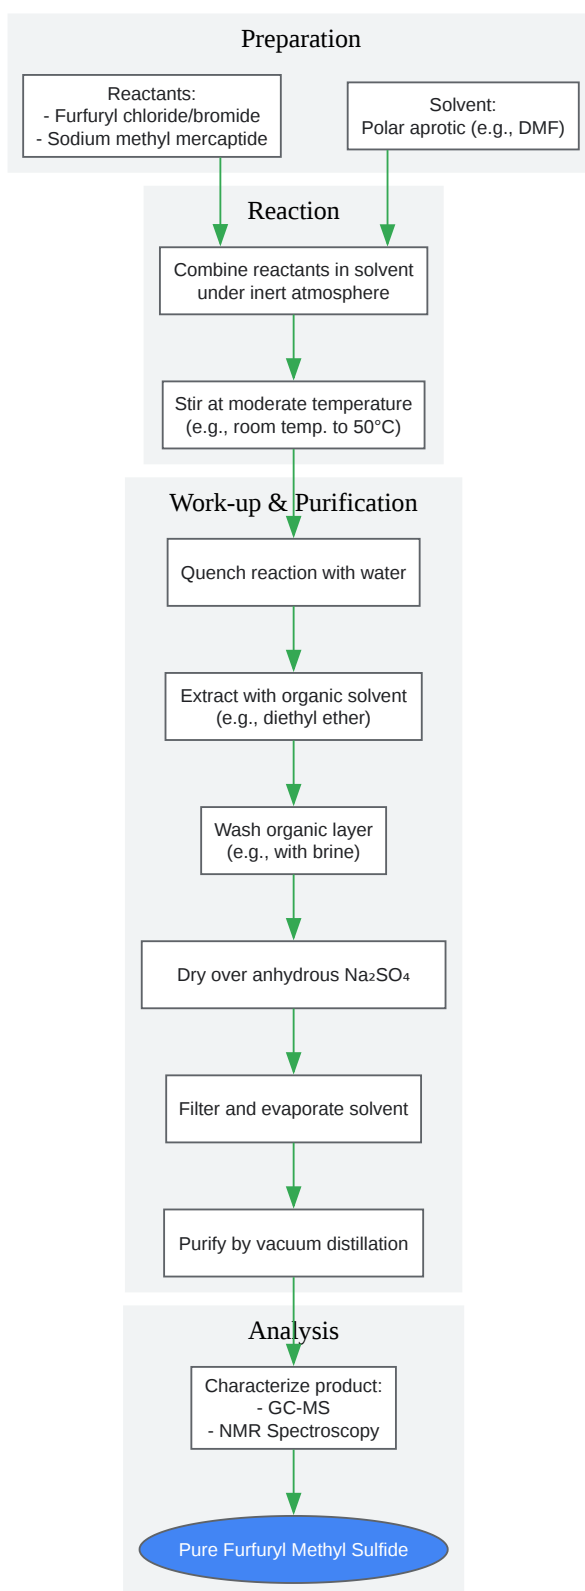 Preparation
Reactants:
- Furfuryl chloride/bromide
- Sodium methyl mercaptide
Solvent:
Polar aprotic (e.g., DMF)
Reaction
Combine reactants in solvent
under inert atmosphere
Stir at moderate temperature
(e.g., room temp. to 50°C)
Work-up & Purification
Quench reaction with water
Extract with organic solvent
(e.g., diethyl ether)
Wash organic layer
(e.g., with brine)
Dry over anhydrous Na₂SO₄
Filter and evaporate solvent
Purify by vacuum distillation
Analysis
Characterize product:
- GC-MS
- NMR Spectroscopy
Pure Furfuryl Methyl Sulfide